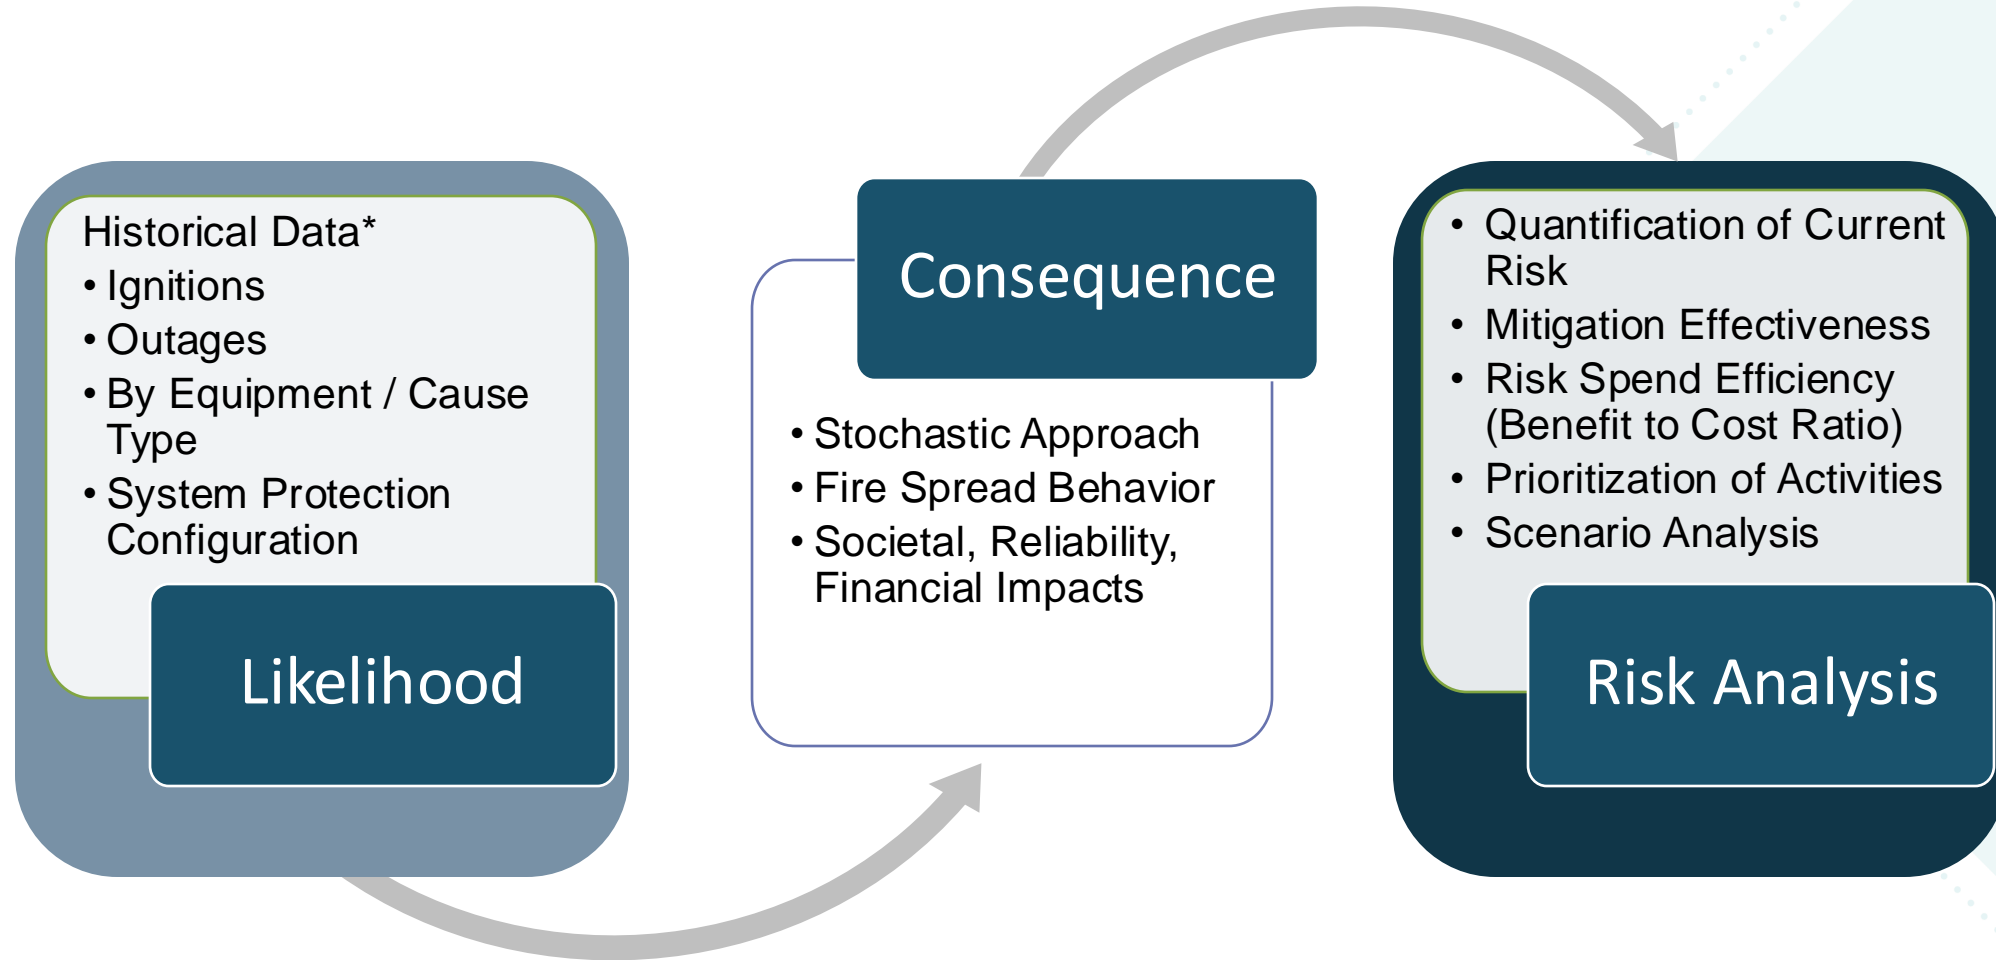 Historical Data*
• Ignitions
• Outages
• By Equipment / Cause
Type
• System Protection
Configuration
Likelihood
Consequence
• Stochastic Approach
• Fire Spread Behavior
• Societal, Reliability,
Financial Impacts
• Quantification of Current
Risk
• Mitigation Effectiveness
• Risk Spend Efficiency
(Benefit to Cost Ratio)
• Prioritization of Activities
• Scenario Analysis
Risk Analysis